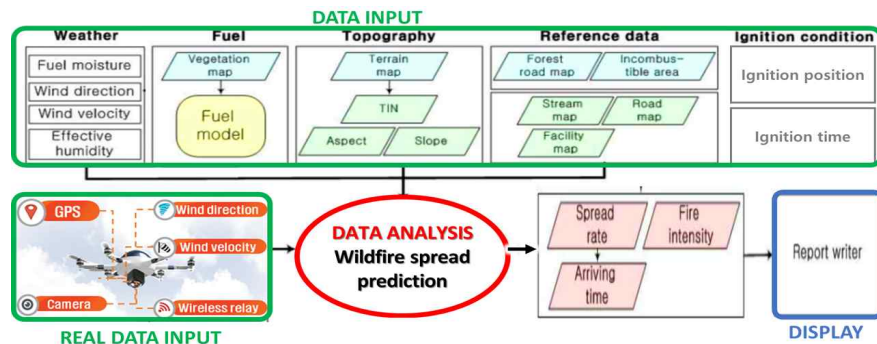 DATA INPUT
Weather
Fuel
Topography
Reference data
Ignition condition
Fuel moisture
Wind direction
Wind velocity
Effective
humidity
Vegetation
map
Fuel
model
Terrain
map
TIN
Aspect
Slope
Forest
road map
Incombus-
tible area
Stream
map
Road
map
Facility
map
Ignition position
Ignition time
GPS
Wind direction
Wind velocity
Camera
Wireless relay
REAL DATA INPUT
DATA ANALYSIS
Wildfire spread
prediction
Spread
rate
Fire
intensity
Arriving
time
Report writer
DISPLAY